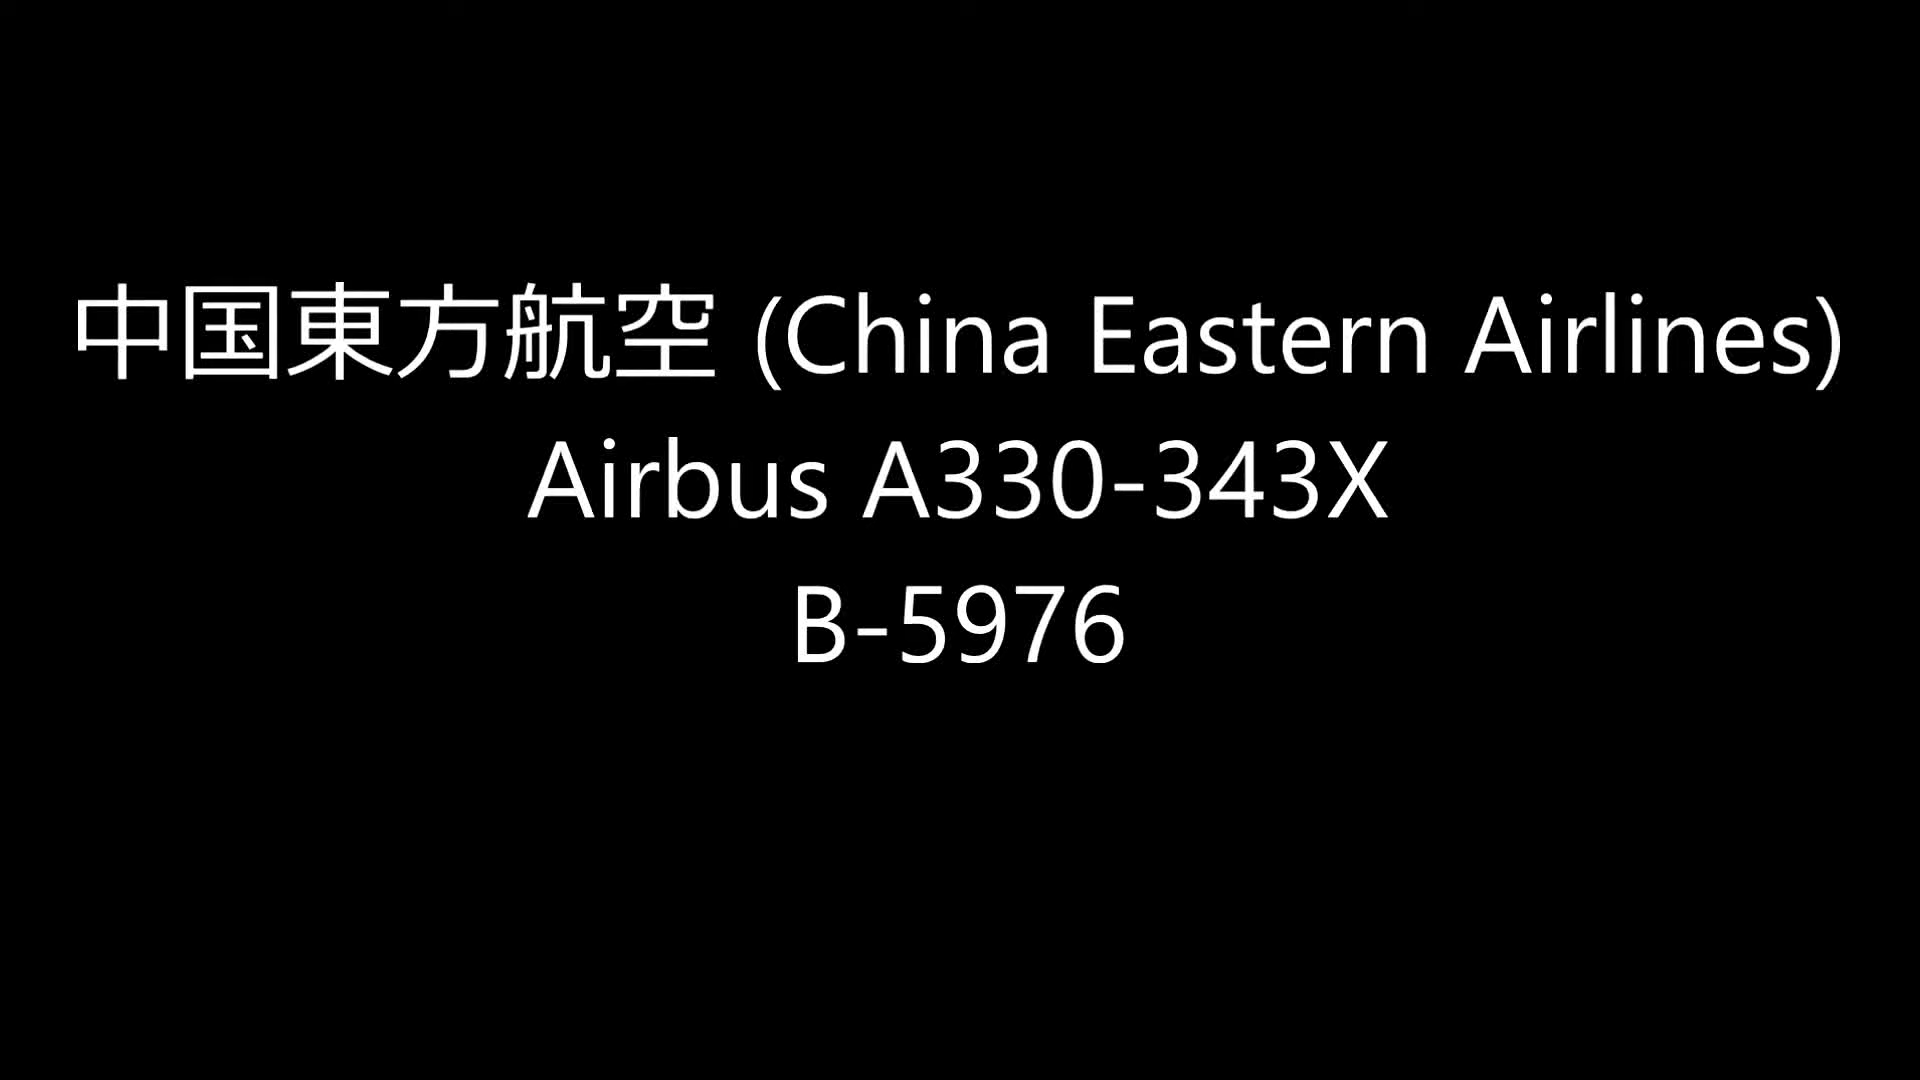 中国東方航空 (China Eastern Airlines)
Airbus A330-343X
B-5976